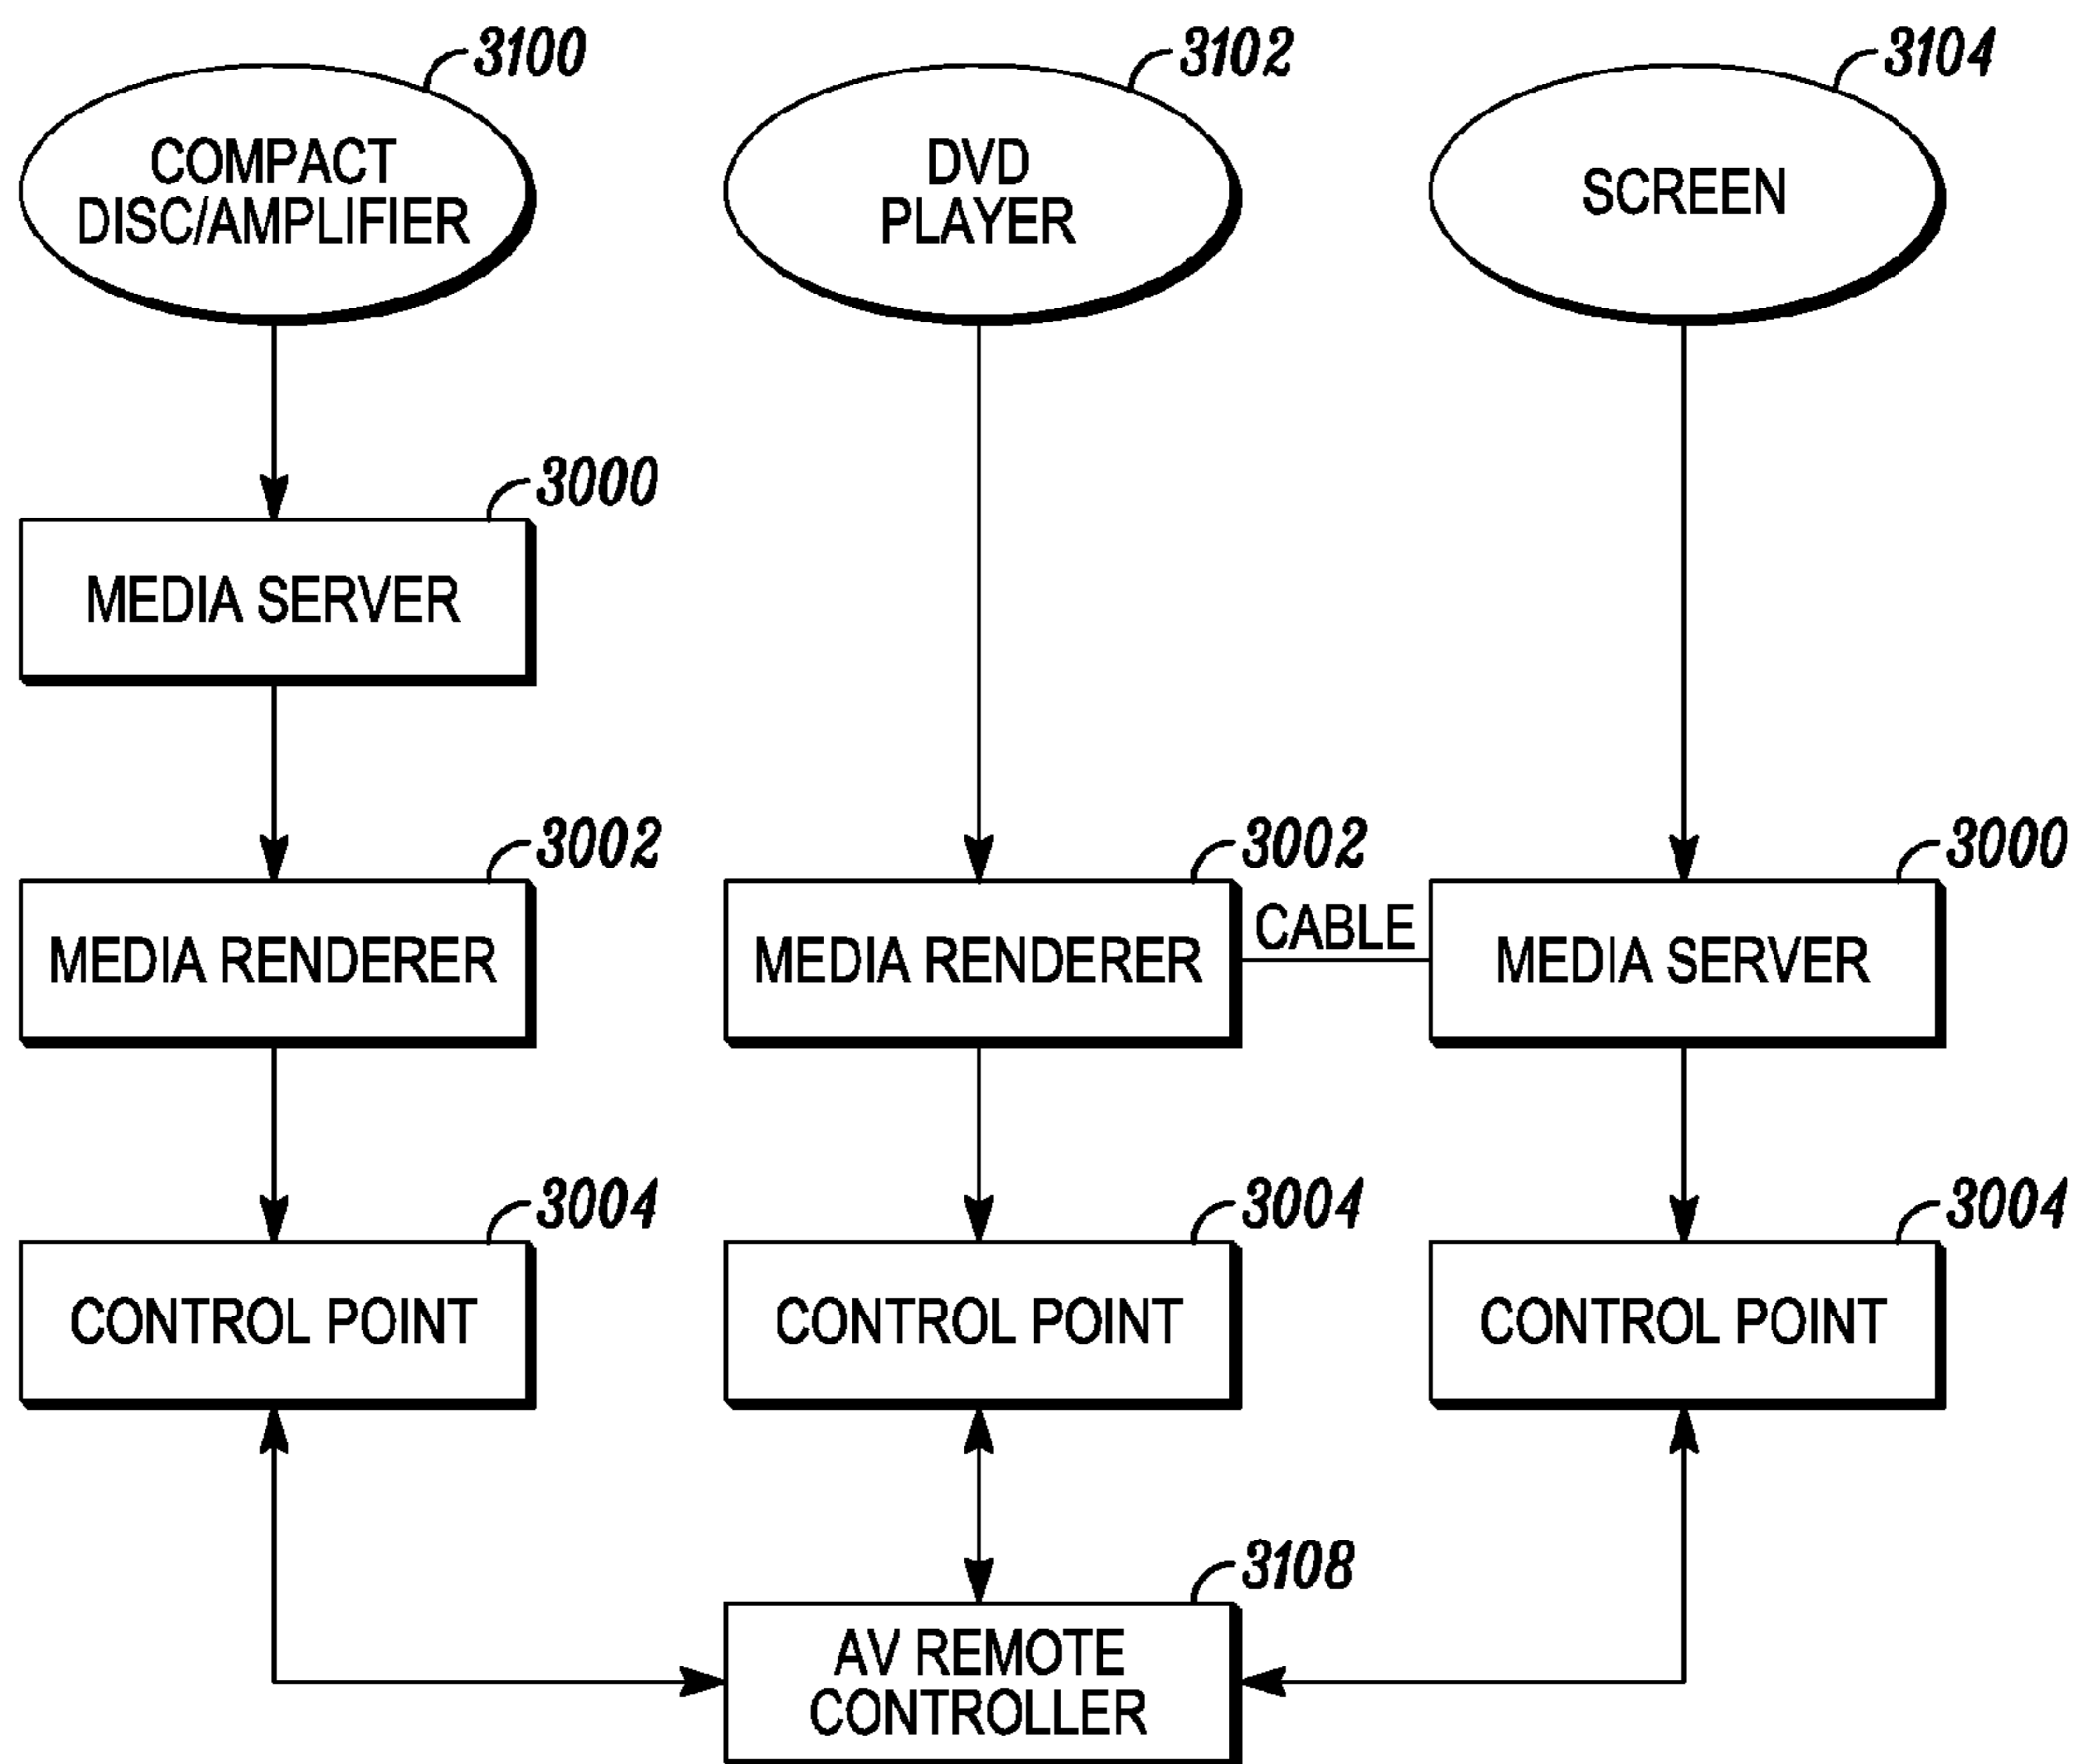 3100
3102
3104
COMPACT
DISC/AMPLIFIER
DVD
PLAYER
SCREEN
3000
MEDIA SERVER
3002
3002
3000
MEDIA RENDERER
MEDIA RENDERER
CABLE
MEDIA SERVER
3004
3004
3004
CONTROL POINT
CONTROL POINT
CONTROL POINT
3108
AV REMOTE
CONTROLLER